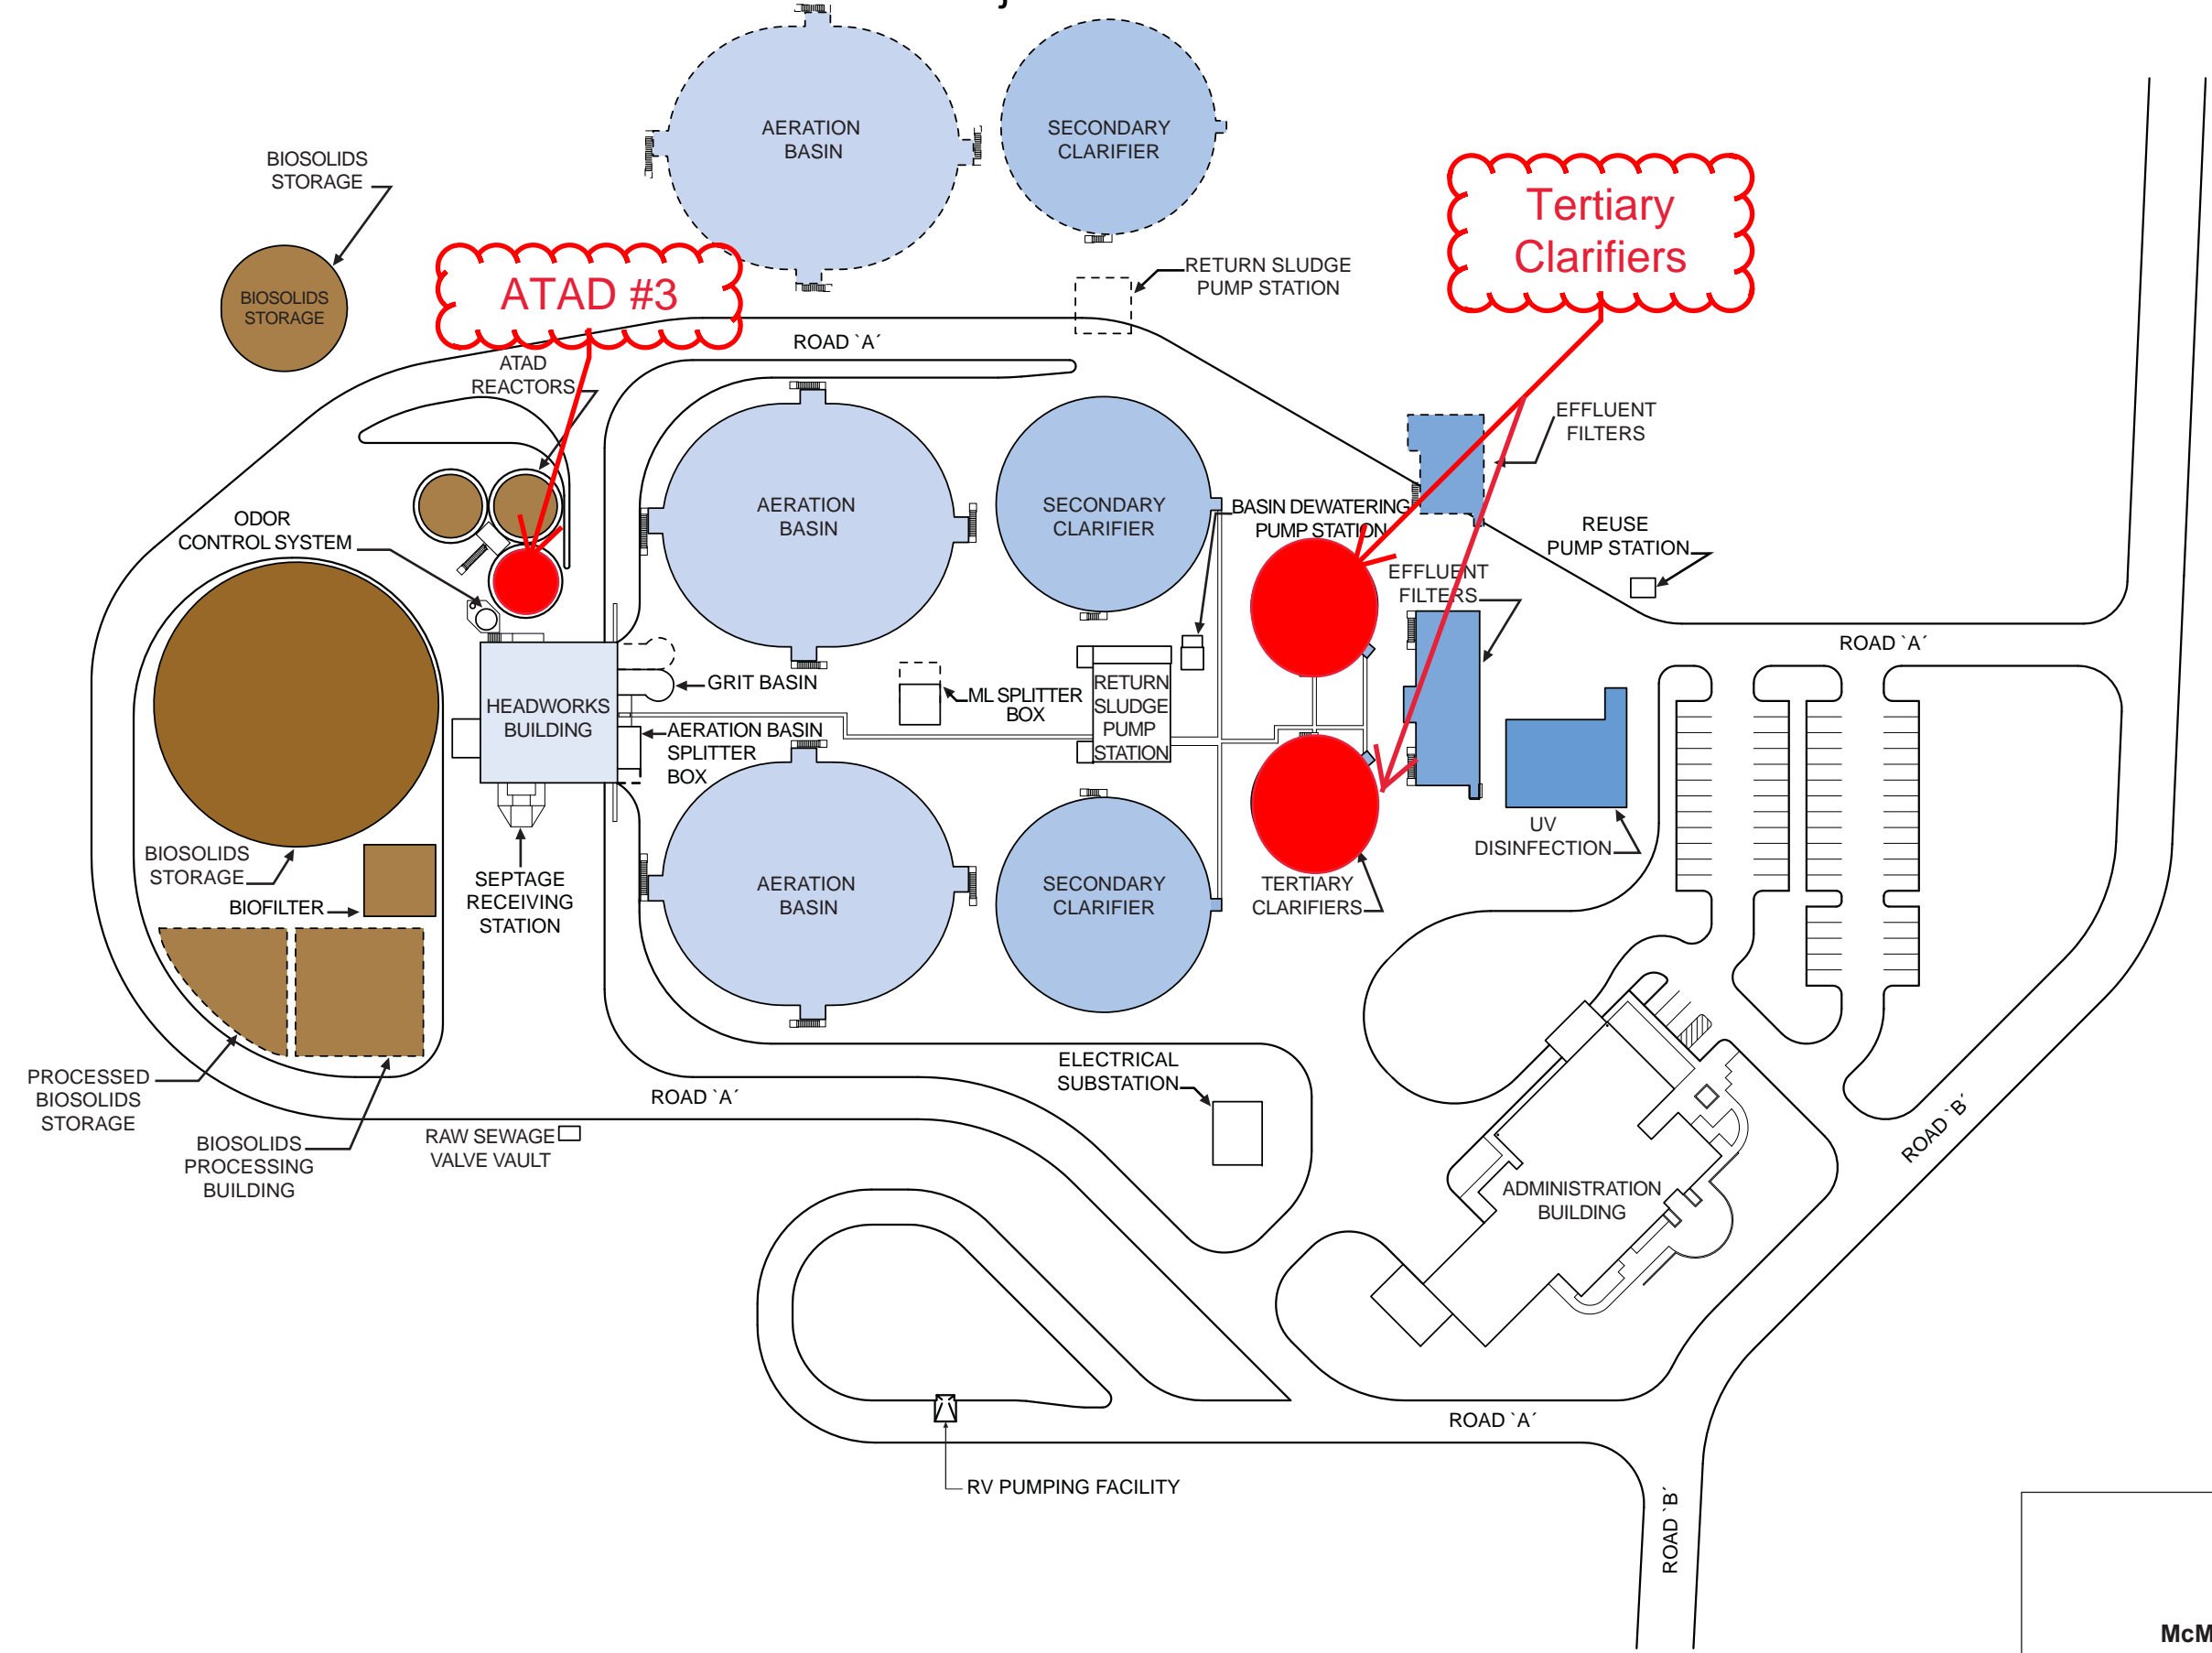 AERATION
BASIN
SECONDARY
CLARIFIER
BIOSOLIDS
STORAGE
BIOSOLIDS
STORAGE
ATAD #3
Tertiary
Clarifiers
RETURN SLUDGE
PUMP STATION
ROAD `A´
ATAD
REACTORS
EFFLUENT
FILTERS
AERATION
BASIN
SECONDARY
CLARIFIER
BASIN DEWATERING
PUMP STATION
ODOR
CONTROL SYSTEM
REUSE
PUMP STATION
EFFLUENT
FILTERS
ROAD `A´
GRIT BASIN
ML SPLITTER
BOX
RETURN
SLUDGE
PUMP
STATION
HEADWORKS
BUILDING
AERATION BASIN
SPLITTER
BOX
UV
DISINFECTION
BIOSOLIDS
STORAGE
BIOFILTER
SEPTAGE
RECEIVING
STATION
AERATION
BASIN
SECONDARY
CLARIFIER
TERTIARY
CLARIFIERS
PROCESSED
BIOSOLIDS
STORAGE
BIOSOLIDS
PROCESSING
BUILDING
RAW SEWAGE
VALVE VAULT
ROAD `A´
ELECTRICAL
SUBSTATION
ROAD `B´
ADMINISTRATION
BUILDING
ROAD `A´
RV PUMPING FACILITY
ROAD `B´
McM